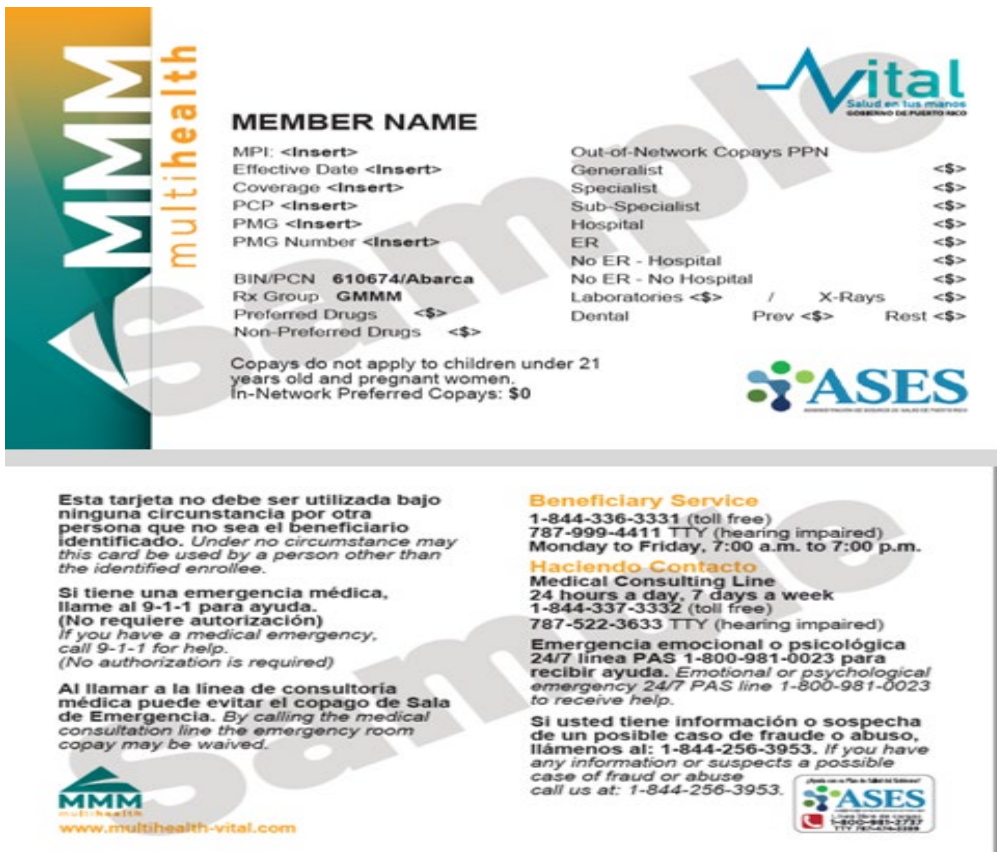 MMM
multihealth
Vital
Salud en tus manos
GOBIERNO DE PUERTO RICO
MEMBER NAME
MPI: <Insert>
Effective Date <Insert>
Coverage <Insert>
PCP <Insert>
PMG <Insert>
PMG Number <Insert>
BIN/PCN 610674/Abarca
Rx Group GMMM
Preferred Drugs <$>
Non-Preferred Drugs <$>
Copays do not apply to children under 21
years old and pregnant women.
In-Network Preferred Copays: $0
Out-of-Network Copays PPN
Generalist <$>
Specialist <$>
Sub-Specialist <$>
Hospital <$>
ER <$>
No ER - Hospital <$>
No ER - No Hospital <$>
Laboratories <$> / X-Rays <$>
Dental Prev <$> Rest <$>
ASES
ADMINISTRACIÓN DE SEGUROS DE SALUD DE PUERTO RICO
Sample
Esta tarjeta no debe ser utilizada bajo
ninguna circunstancia por otra
persona que no sea el beneficiario
identificado. Under no circumstance may
this card be used by a person other than
the identified enrollee.
Si tiene una emergencia médica,
llame al 9-1-1 para ayuda.
(No requiere autorización)
If you have a medical emergency,
call 9-1-1 for help.
(No authorization is required)
Al llamar a la línea de consultoría
médica puede evitar el copago de Sala
de Emergencia. By calling the medical
consultation line the emergency room
copay may be waived.
MMM
multihealth
www.multihealth-vital.com
Beneficiary Service
1-844-336-3331 (toll free)
787-999-4411 TTY (hearing impaired)
Monday to Friday, 7:00 a.m. to 7:00 p.m.
Haciendo Contacto
Medical Consulting Line
24 hours a day, 7 days a week
1-844-337-3332 (toll free)
787-522-3633 TTY (hearing impaired)
Emergencia emocional o psicológica
24/7 línea PAS 1-800-981-0023 para
recibir ayuda. Emotional or psychological
emergency 24/7 PAS line 1-800-981-0023
to receive help.
Si usted tiene información o sospecha
de un posible caso de fraude o abuso,
llámenos al: 1-844-256-3953. If you have
any information or suspects a possible
case of fraud or abuse
call us at: 1-844-256-3953.
ASES
1-800-981-2737
Sample